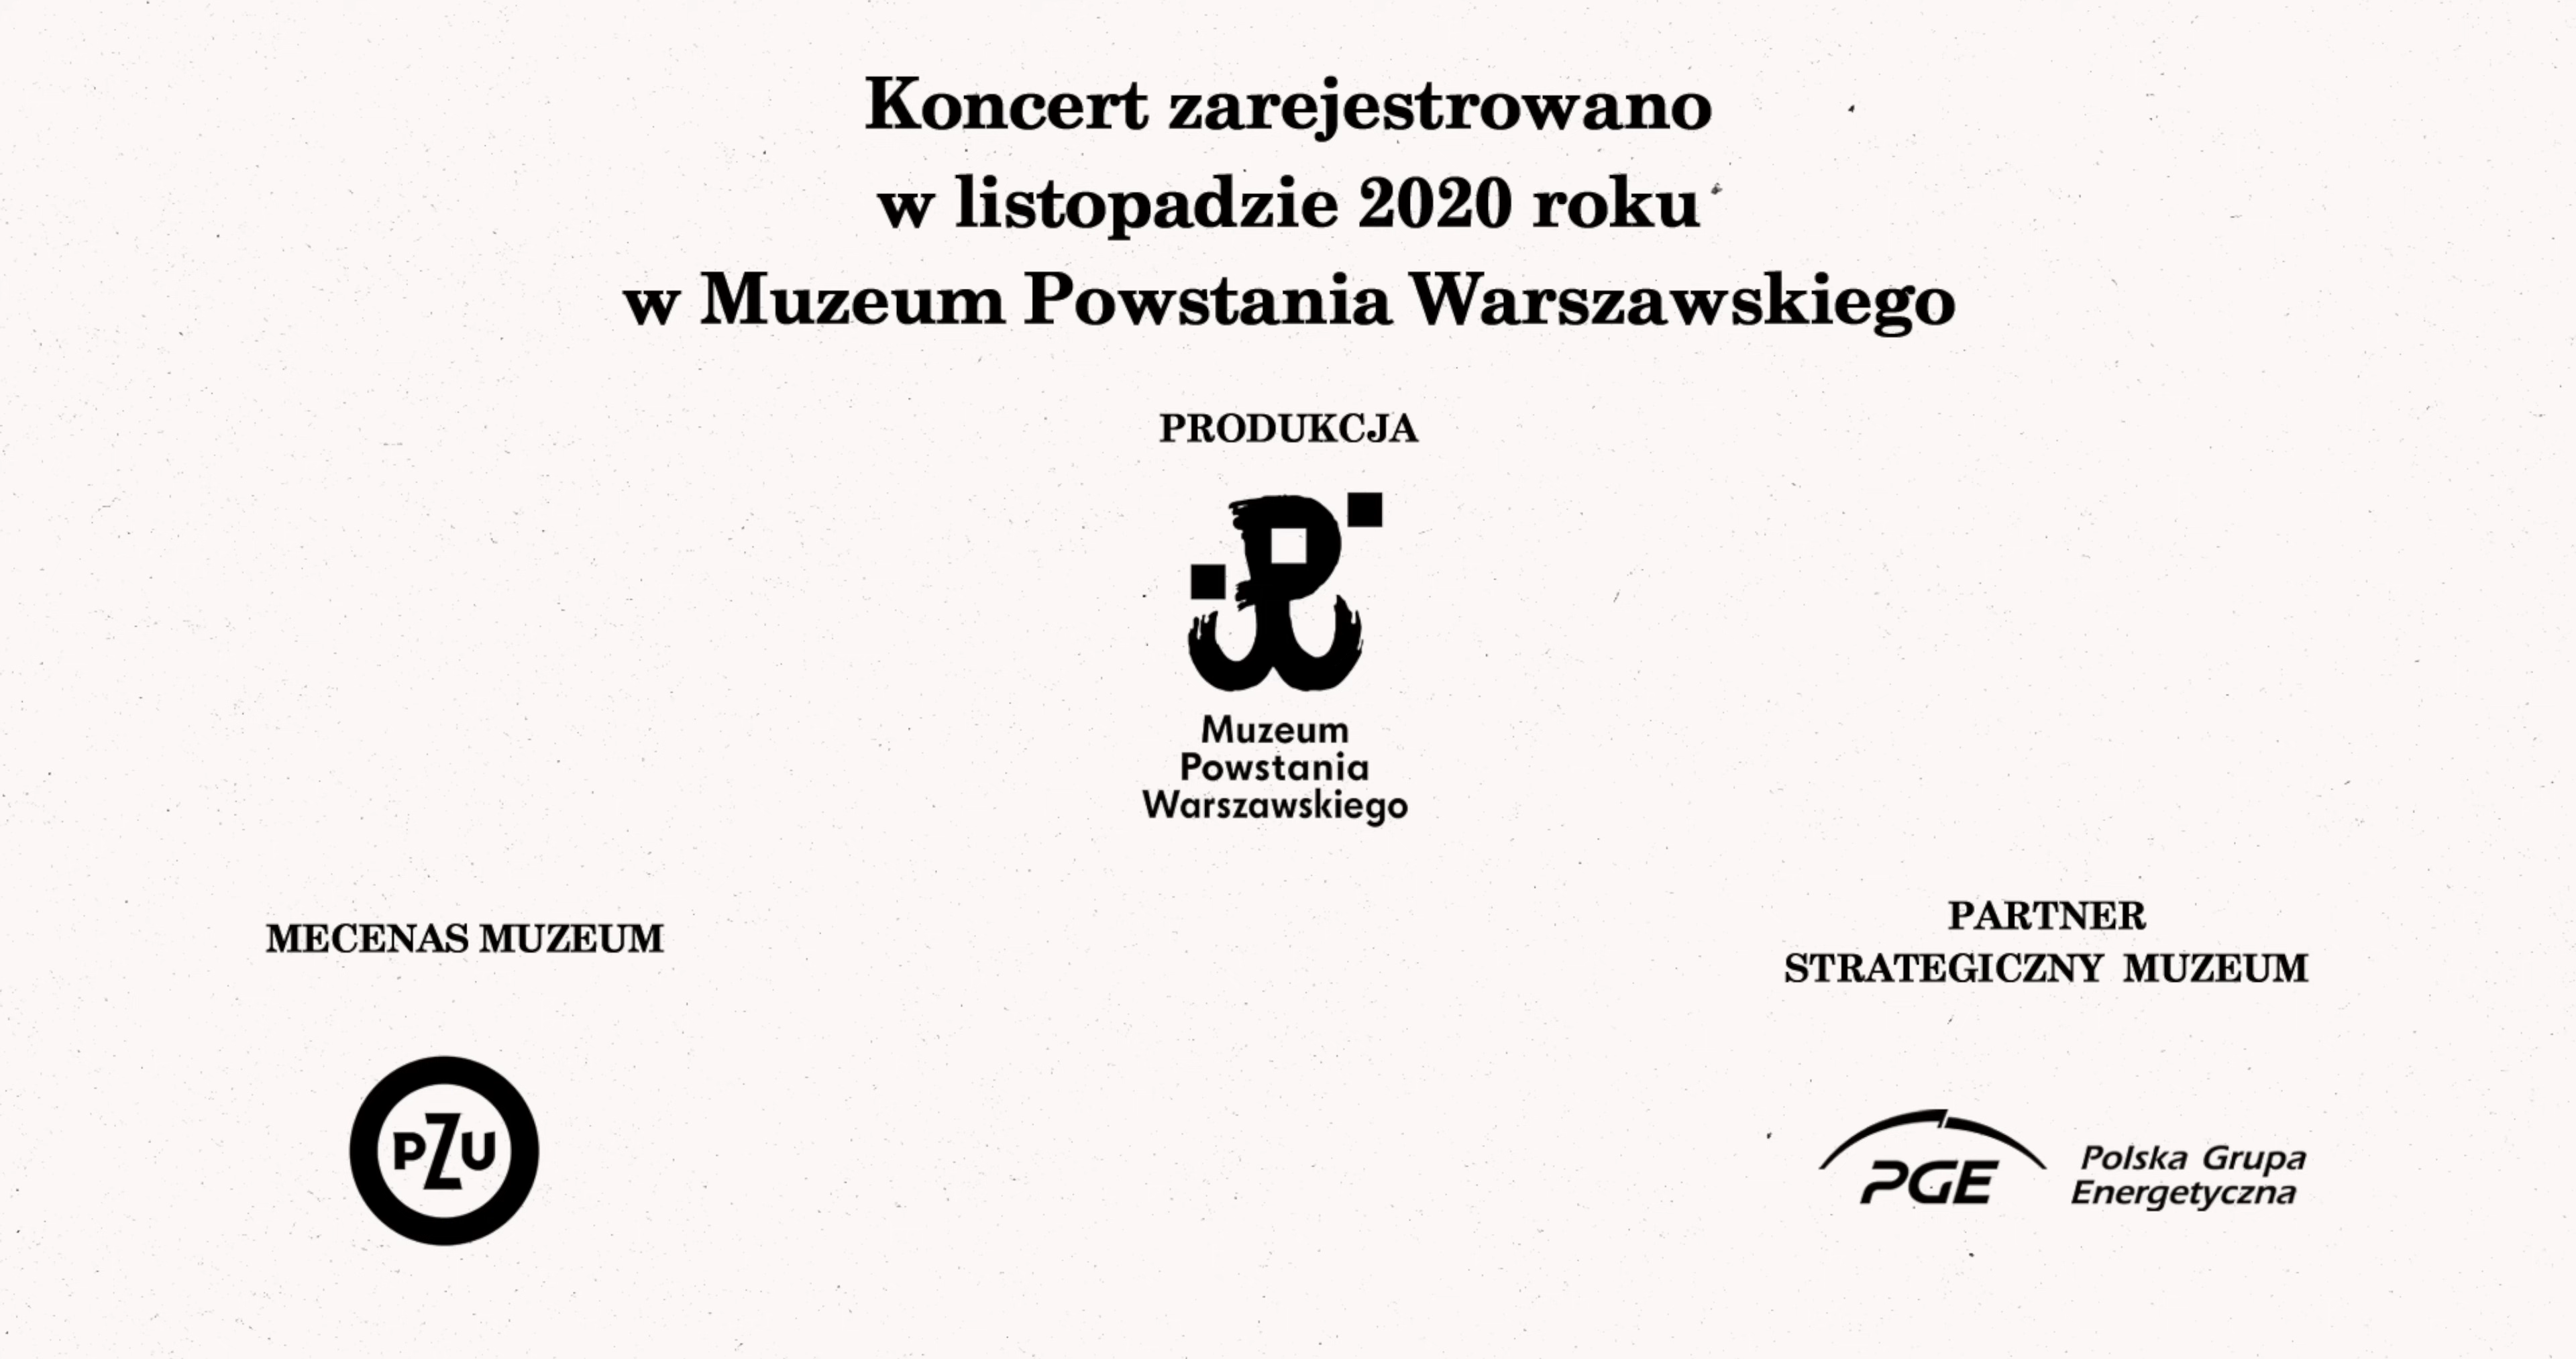 Koncert zarejestrowano
w listopadzie 2020 roku
w Muzeum Powstania Warszawskiego
PRODUKCJA
Muzeum
Powstania
Warszawskiego
MECENAS MUZEUM
PZU
PARTNER
STRATEGICZNY MUZEUM
PGE
Polska Grupa
Energetyczna